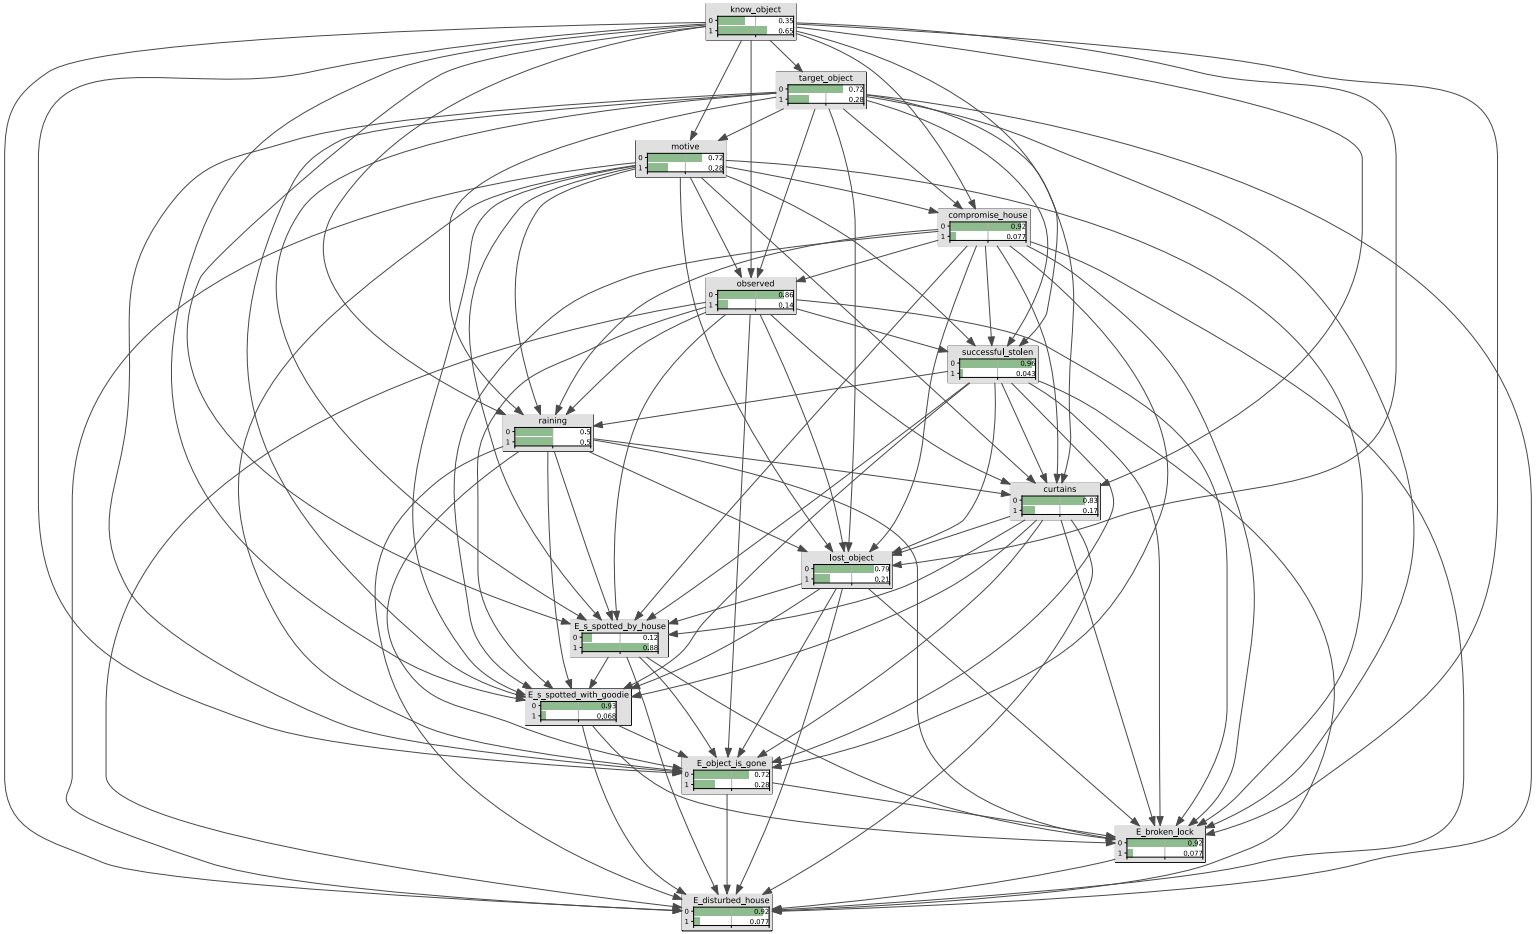 know_object
0 0.35
1 0.65
target_object
0 0.72
1 0.28
motive
0 0.72
1 0.28
compromise_house
0 0.92
1 0.077
observed
0 0.86
1 0.14
successful_stolen
0 0.96
1 0.043
raining
0 0.5
1 0.5
curtains
0 0.83
1 0.17
lost_object
0 0.79
1 0.21
E_s_spotted_by_house
0 0.12
1 0.88
E_s_spotted_with_goodie
0 0.93
1 0.068
E_object_is_gone
0 0.72
1 0.28
E_broken_lock
0 0.92
1 0.077
E_disturbed_house
0 0.92
1 0.077